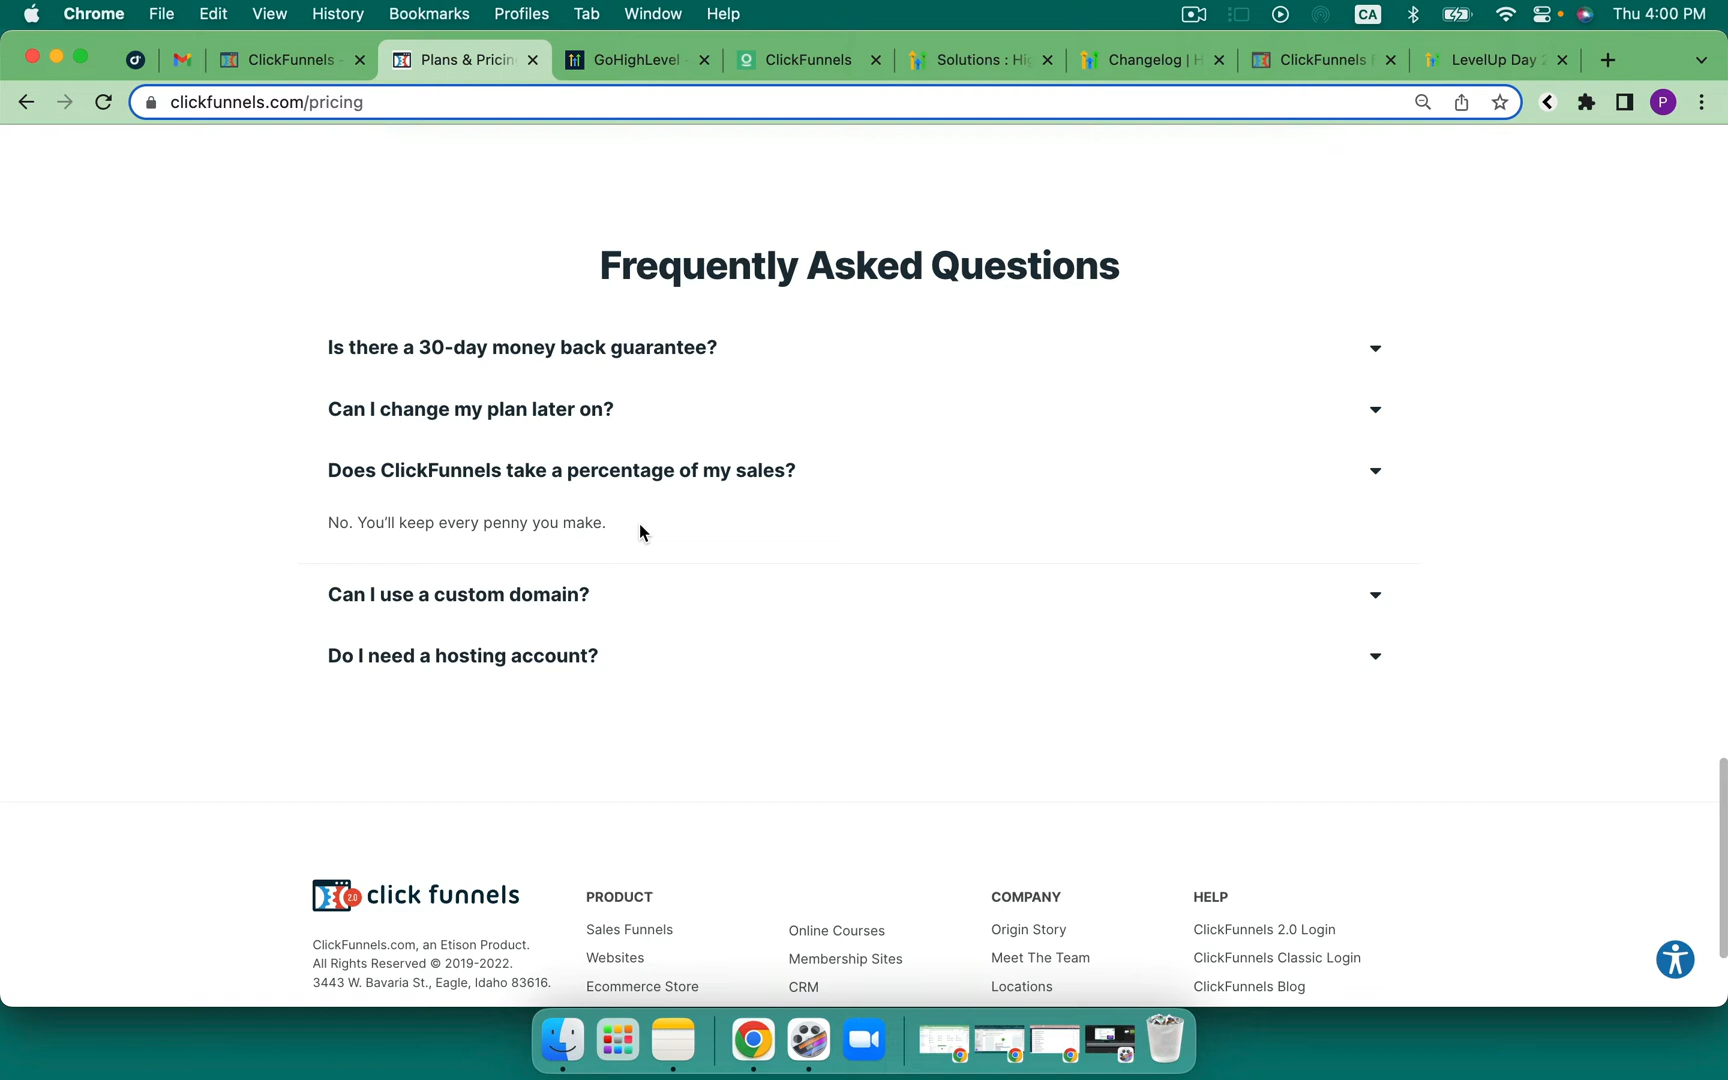 Chrome File Edit View History Bookmarks Profiles Tab Window Help CA Thu 4:00 PM
ClickFunnels - Plans & Pricin GoHighLevel - ClickFunnels Solutions : Hi Changelog | H ClickFunnels F LevelUp Day 2
clickfunnels.com/pricing P
Frequently Asked Questions
Is there a 30-day money back guarantee?
Can I change my plan later on?
Does ClickFunnels take a percentage of my sales?
No. You'll keep every penny you make.
Can I use a custom domain?
Do I need a hosting account?
2.0 click funnels
ClickFunnels.com, an Etison Product.
All Rights Reserved © 2019-2022.
3443 W. Bavaria St., Eagle, Idaho 83616.
PRODUCT
Sales Funnels
Websites
Ecommerce Store
Online Courses
Membership Sites
CRM
COMPANY
Origin Story
Meet The Team
Locations
HELP
ClickFunnels 2.0 Login
ClickFunnels Classic Login
ClickFunnels Blog